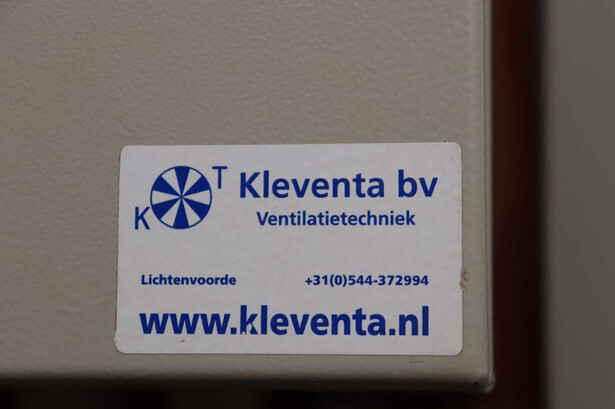 K T
Kleventa bv
Ventilatietechniek
Lichtenvoorde +31(0)544-372994
www.kleventa.nl